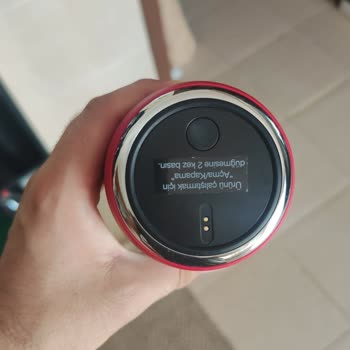 Ürünü çalıştırmak için
"Açma/Kapama"
düğmesine 2 kez basın.